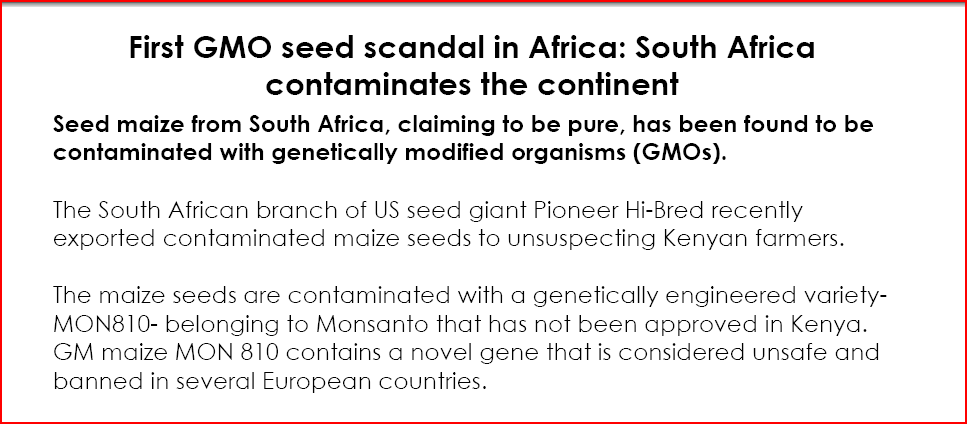 First GMO seed scandal in Africa: South Africa
contaminates the continent
Seed maize from South Africa, claiming to be pure, has been found to be
contaminated with genetically modified organisms (GMOs).
The South African branch of US seed giant Pioneer Hi-Bred recently
exported contaminated maize seeds to unsuspecting Kenyan farmers.
The maize seeds are contaminated with a genetically engineered variety-
MON810- belonging to Monsanto that has not been approved in Kenya.
GM maize MON 810 contains a novel gene that is considered unsafe and
banned in several European countries.